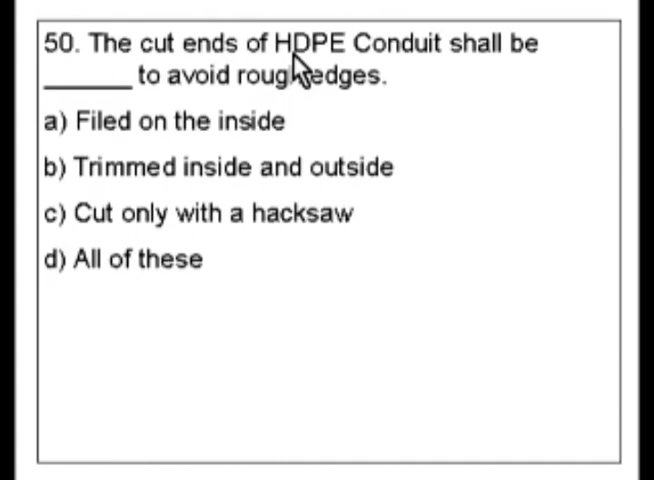 50. The cut ends of HDPE Conduit shall be
______ to avoid rough edges.
a) Filed on the inside
b) Trimmed inside and outside
c) Cut only with a hacksaw
d) All of these